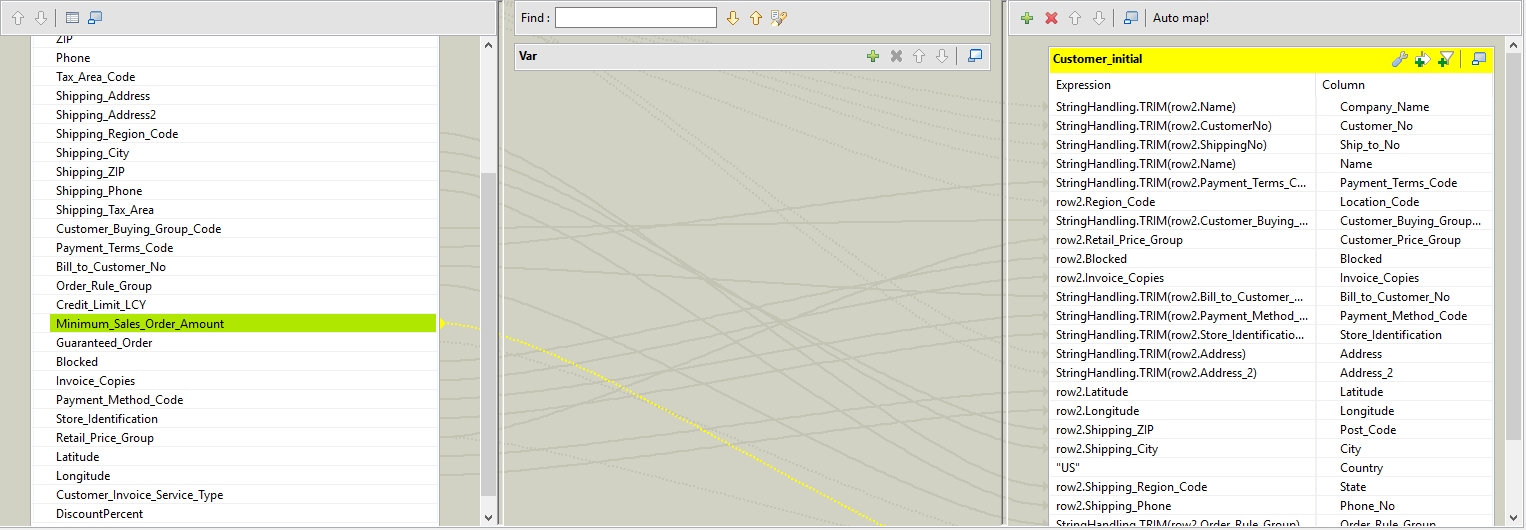 ZIP
Phone
Tax_Area_Code
Shipping_Address
Shipping_Address2
Shipping_Region_Code
Shipping_City
Shipping_ZIP
Shipping_Phone
Shipping_Tax_Area
Customer_Buying_Group_Code
Payment_Terms_Code
Bill_to_Customer_No
Order_Rule_Group
Credit_Limit_LCY
Minimum_Sales_Order_Amount
Guaranteed_Order
Blocked
Invoice_Copies
Payment_Method_Code
Store_Identification
Retail_Price_Group
Latitude
Longitude
Customer_Invoice_Service_Type
DiscountPercent
Find :
Var
Auto map!
Customer_initial
Expression Column
StringHandling.TRIM(row2.Name) Company_Name
StringHandling.TRIM(row2.CustomerNo) Customer_No
StringHandling.TRIM(row2.ShippingNo) Ship_to_No
StringHandling.TRIM(row2.Name) Name
StringHandling.TRIM(row2.Payment_Terms_C... Payment_Terms_Code
row2.Region_Code Location_Code
StringHandling.TRIM(row2.Customer_Buying_... Customer_Buying_Group...
row2.Retail_Price_Group Customer_Price_Group
row2.Blocked Blocked
row2.Invoice_Copies Invoice_Copies
StringHandling.TRIM(row2.Bill_to_Customer_... Bill_to_Customer_No
StringHandling.TRIM(row2.Payment_Method_... Payment_Method_Code
StringHandling.TRIM(row2.Store_Identificatio... Store_Identification
StringHandling.TRIM(row2.Address) Address
StringHandling.TRIM(row2.Address_2) Address_2
row2.Latitude Latitude
row2.Longitude Longitude
row2.Shipping_ZIP Post_Code
row2.Shipping_City City
"US" Country
row2.Shipping_Region_Code State
row2.Shipping_Phone Phone_No
StringHandling.TRIM(row2.Order_Rule_Group) Order_Rule_Group